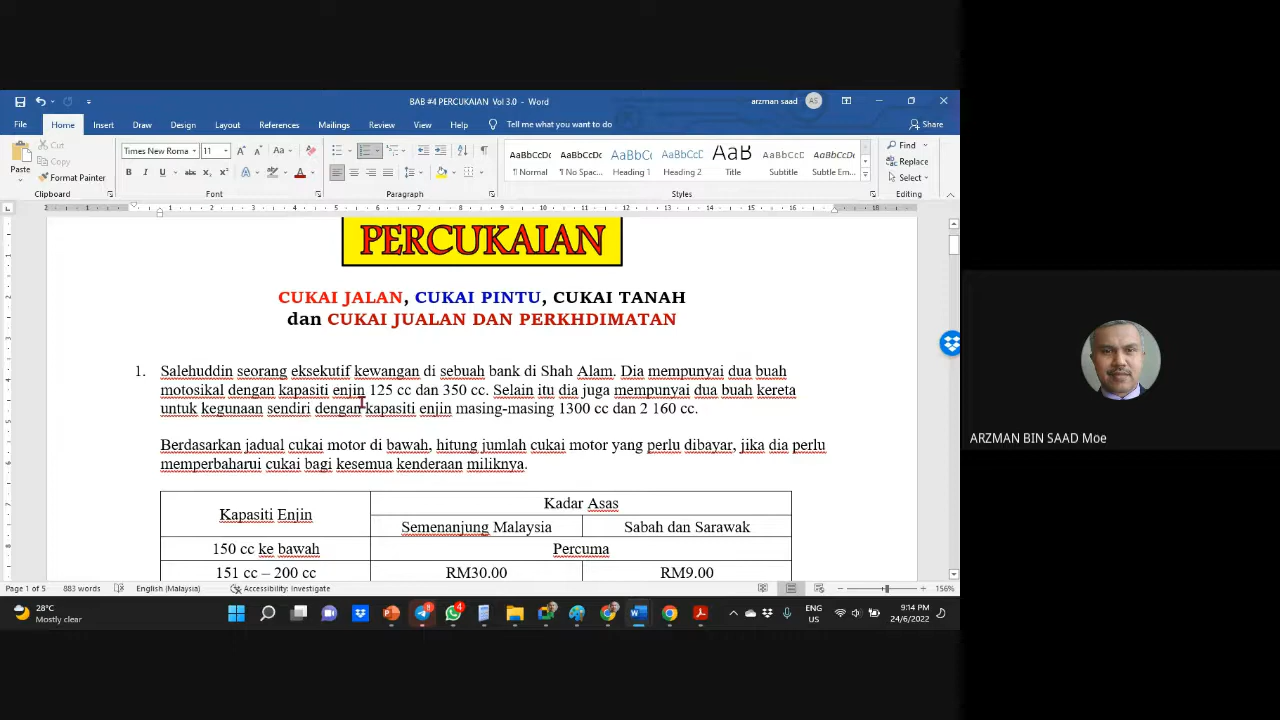 BAB #4 PERCUKAIAN Vol 3.0 - Word
arzman saad
AS
File Home Insert Draw Design Layout References Mailings Review View Help Tell me what you want to do Share
Paste
Cut
Copy
Format Painter
Clipboard
Times New Roma 11
Font
Paragraph
AaBbCcDc AaBbCcDc AaBbCc AaBbCcD AaB AaBbCcD AaBbCcDc
¶ Normal ¶ No Spac... Heading 1 Heading 2 Title Subtitle Subtle Em...
Styles
Find
Replace
Select
Editing
PERCUKAIAN
CUKAI JALAN, CUKAI PINTU, CUKAI TANAH
dan CUKAI JUALAN DAN PERKHDIMATAN
1. Salehuddin seorang eksekutif kewangan di sebuah bank di Shah Alam. Dia mempunyai dua buah
motosikal dengan kapasiti enjin 125 cc dan 350 cc. Selain itu dia juga mempunyai dua buah kereta
untuk kegunaan sendiri dengan kapasiti enjin masing-masing 1300 cc dan 2 160 cc.
Berdasarkan jadual cukai motor di bawah, hitung jumlah cukai motor yang perlu dibayar, jika dia perlu
memperbaharui cukai bagi kesemua kenderaan miliknya.
Kapasiti Enjin
Kadar Asas
Semenanjung Malaysia Sabah dan Sarawak
150 cc ke bawah Percuma
151 cc – 200 cc RM30.00 RM9.00
Page 1 of 5 883 words English (Malaysia) Accessibility: Investigate 156%
28°C
Mostly clear
ENG
US
9:14 PM
24/6/2022
ARZMAN BIN SAAD Moe